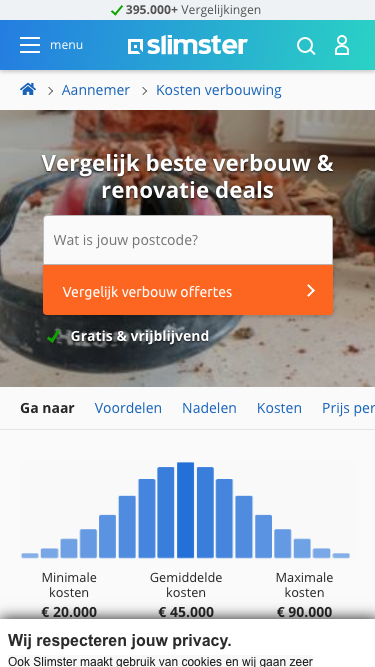 395.000+ Vergelijkingen
menu
slimster
Aannemer
Kosten verbouwing
Vergelijk beste verbouw &
renovatie deals
Wat is jouw postcode?
Vergelijk verbouw offertes
Gratis & vrijblijvend
Ga naar Voordelen Nadelen Kosten Prijs per
Minimale
kosten
€ 20.000
Gemiddelde
kosten
€ 45.000
Maximale
kosten
€ 90.000
Wij respecteren jouw privacy.
Ook Slimster maakt gebruik van cookies en wij gaan zeer